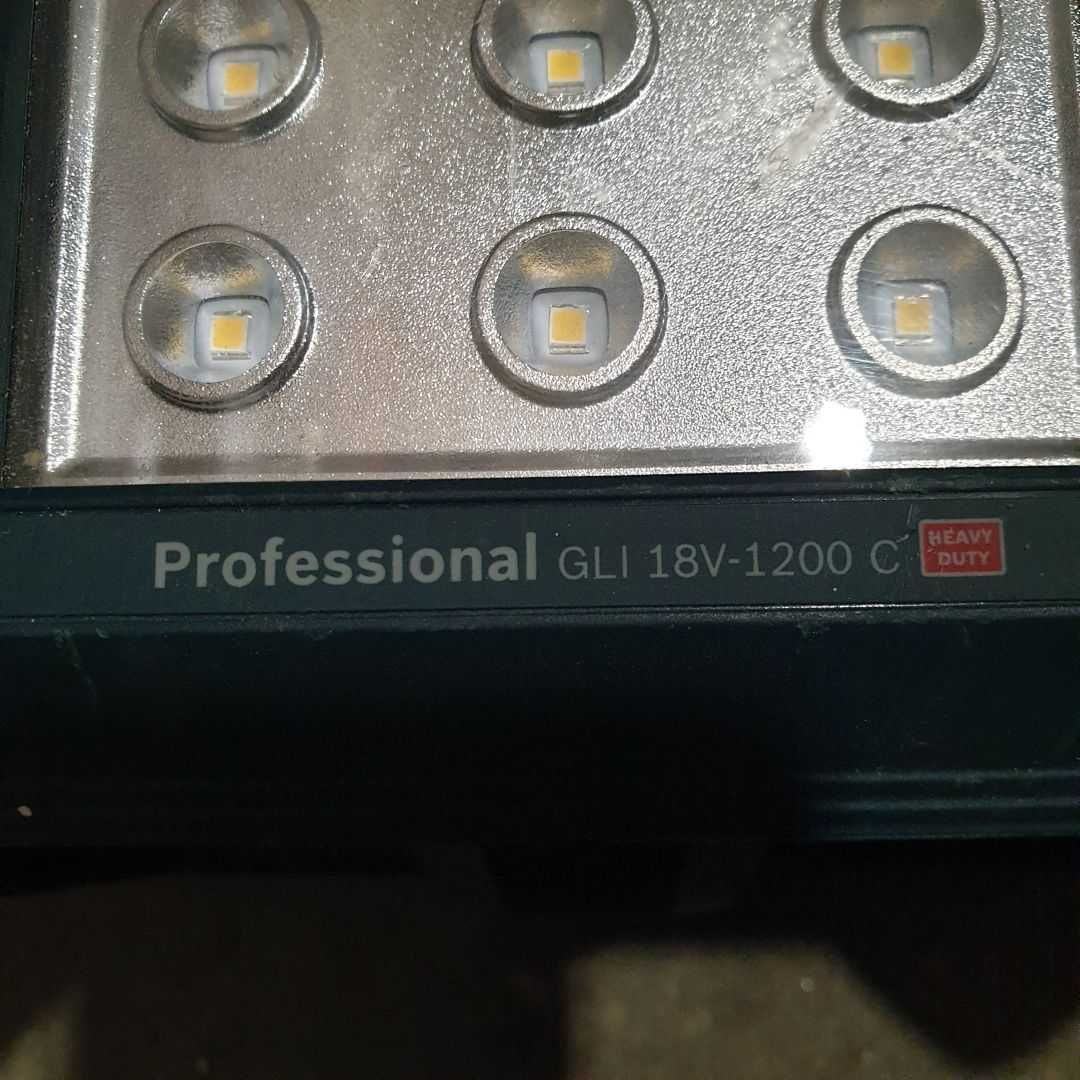 Professional GLI 18V-1200 C HEAVY
DUTY